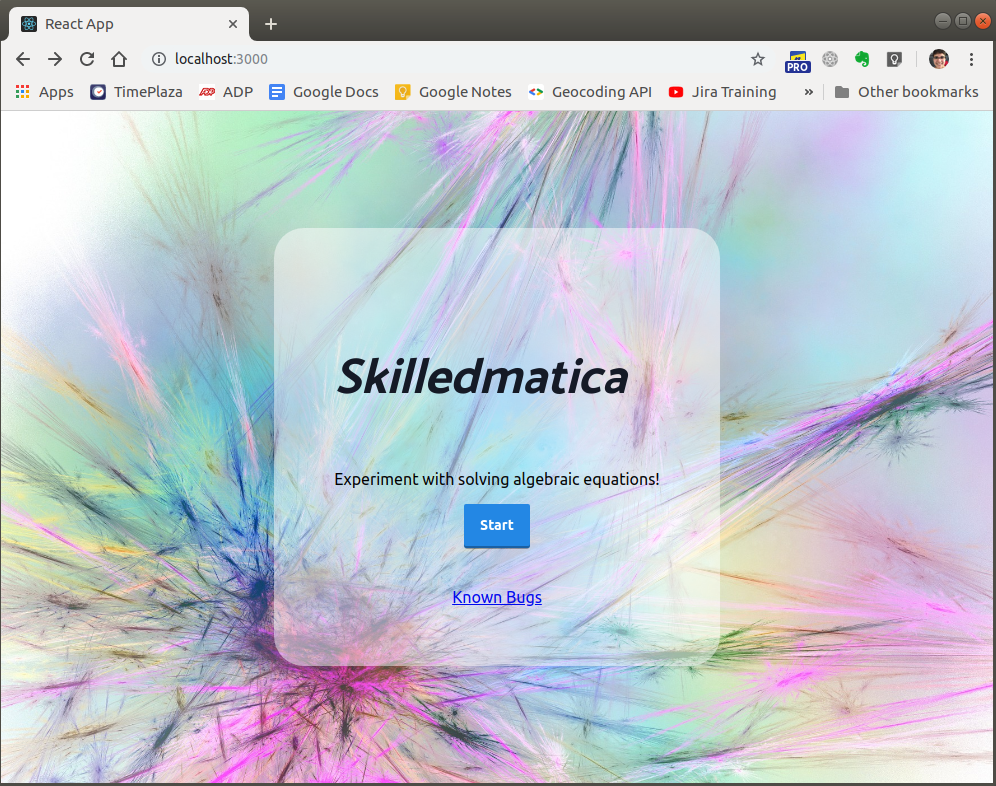 React App
localhost:3000
PRO
Apps TimePlaza ADP Google Docs Google Notes Geocoding API Jira Training » Other bookmarks
Skilledmatica
Experiment with solving algebraic equations!
Start
Known Bugs